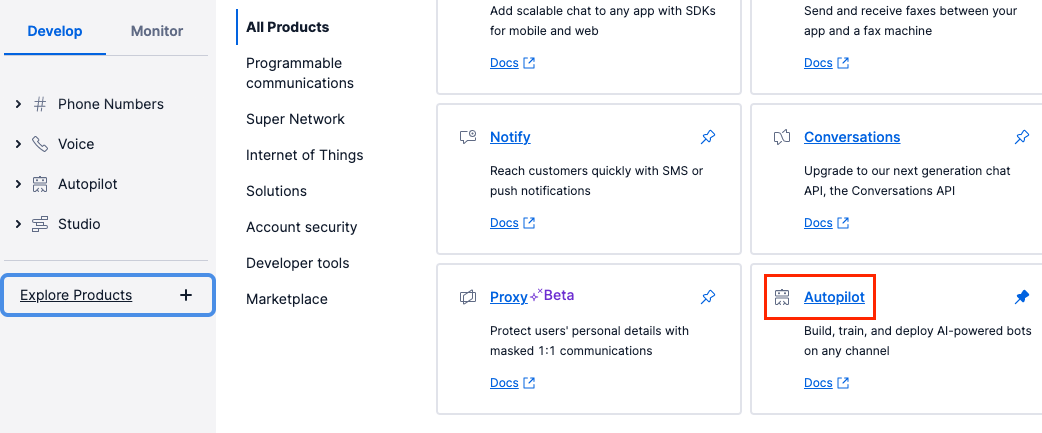 Develop
Monitor
Phone Numbers
Voice
Autopilot
Studio
Explore Products
+
All Products
Programmable
communications
Super Network
Internet of Things
Solutions
Account security
Developer tools
Marketplace
Add scalable chat to any app with SDKs
for mobile and web
Docs
Send and receive faxes between your
app and a fax machine
Docs
Notify
Reach customers quickly with SMS or
push notifications
Docs
Conversations
Upgrade to our next generation chat
API, the Conversations API
Docs
Proxy Beta
Protect users' personal details with
masked 1:1 communications
Docs
Autopilot
Build, train, and deploy AI-powered bots
on any channel
Docs